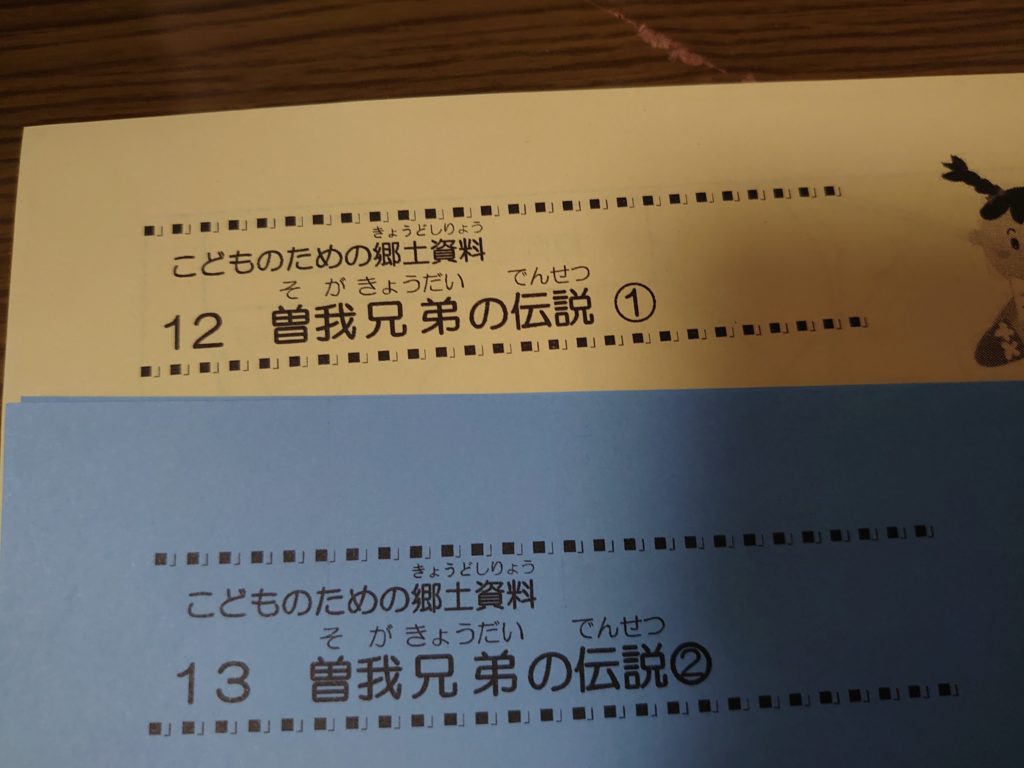 きょうどしりょう
こどものための郷土資料
そ が きょうだい でんせつ
12 曽我兄弟の伝説 ①
きょうどしりょう
こどものための郷土資料
そ が きょうだい でんせつ
13 曽我兄弟の伝説②